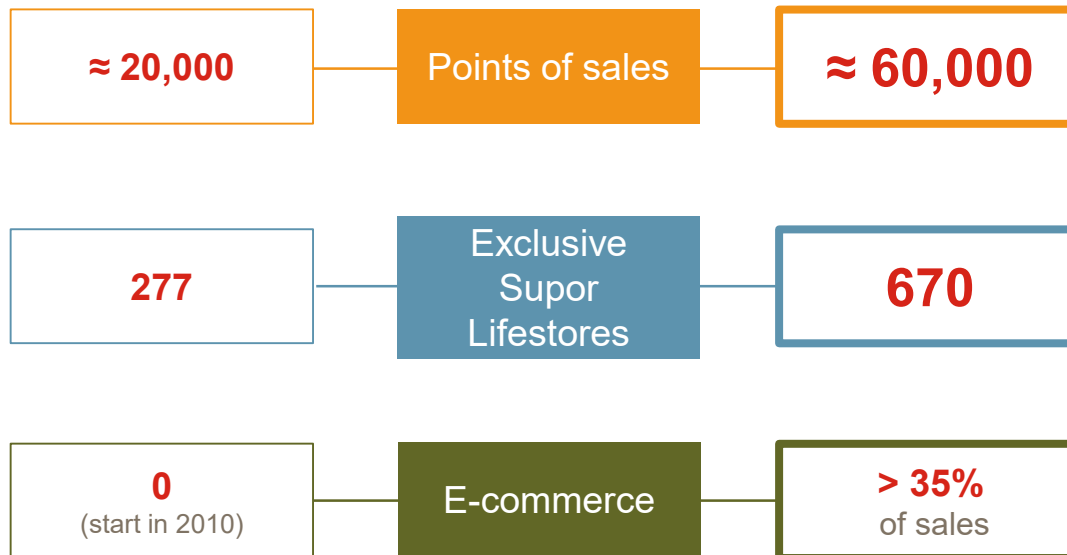 ≈ 20,000
Points of sales
≈ 60,000
277
Exclusive
Supor
Lifestores
670
0
(start in 2010)
E-commerce
> 35%
of sales